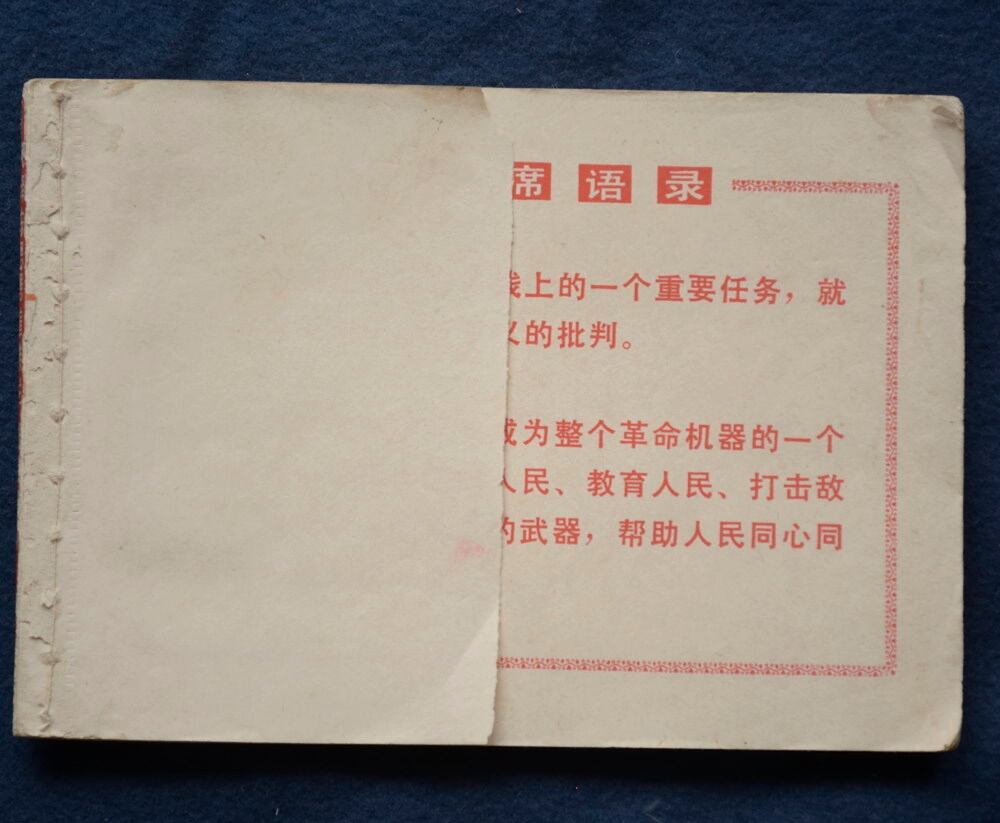 席语录
线上的一个重要任务，就
义的批判。
成为整个革命机器的一个
人民、教育人民、打击敌
的武器，帮助人民同心同